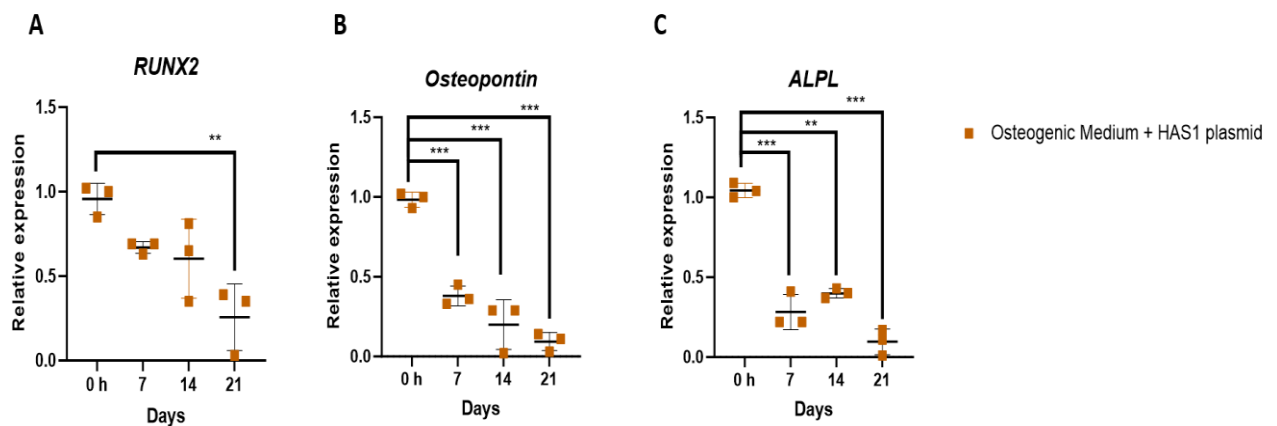 A
B
C
RUNX2
Osteopontin
ALPL
Relative expression
1.5
1.0
0.5
0.0
**
0 h 7 14 21
Days
Relative expression
1.5
1.0
0.5
0.0
***
***
***
0 h 7 14 21
Days
Relative expression
1.5
1.0
0.5
0.0
***
**
***
0 h 7 14 21
Days
Osteogenic Medium + HAS1 plasmid